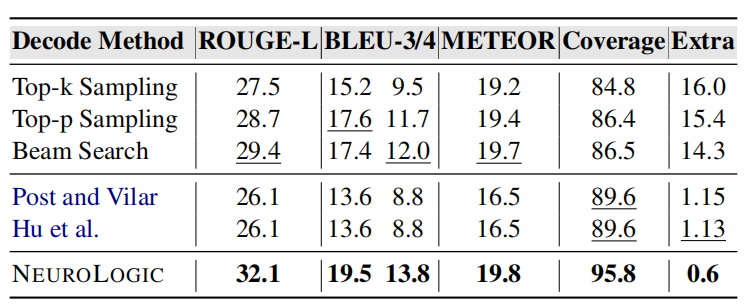 Decode Method ROUGE-L BLEU-3/4 METEOR Coverage Extra
Top-k Sampling 27.5 15.2 9.5 19.2 84.8 16.0
Top-p Sampling 28.7 17.6 11.7 19.4 86.4 15.4
Beam Search 29.4 17.4 12.0 19.7 86.5 14.3
Post and Vilar 26.1 13.6 8.8 16.5 89.6 1.15
Hu et al. 26.1 13.6 8.8 16.5 89.6 1.13
NEUROLOGIC 32.1 19.5 13.8 19.8 95.8 0.6